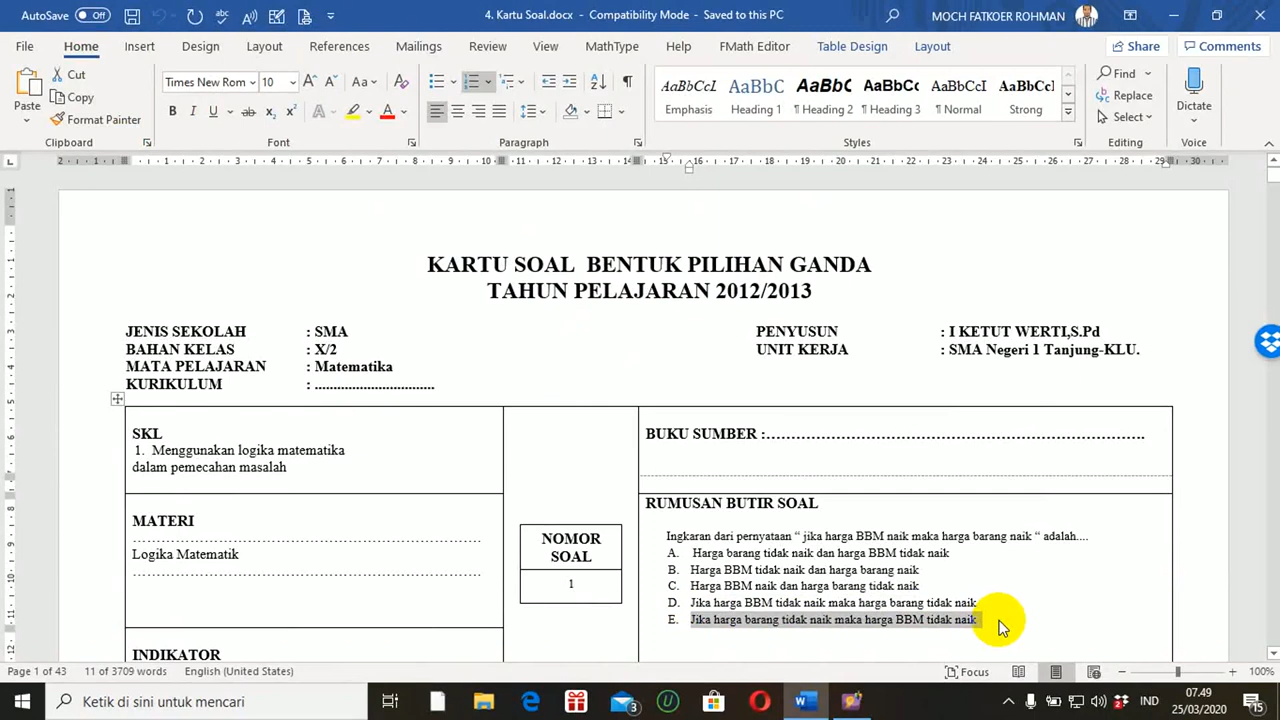 AutoSave Off
4. Kartu Soal.docx - Compatibility Mode - Saved to this PC
MOCH FATKOER ROHMAN
File Home Insert Design Layout References Mailings Review View MathType Help FMath Editor Table Design Layout Share Comments
Paste Cut Copy Format Painter
Times New Rom 10
Emphasis Heading 1 ¶ Heading 2 ¶ Heading 3 ¶ Normal Strong
Find Replace Select
Dictate
Clipboard Font Paragraph Styles Editing Voice
KARTU SOAL BENTUK PILIHAN GANDA
TAHUN PELAJARAN 2012/2013
JENIS SEKOLAH : SMA
BAHAN KELAS : X/2
MATA PELAJARAN : Matematika
KURIKULUM : ................................
PENYUSUN : I KETUT WERTI,S.Pd
UNIT KERJA : SMA Negeri 1 Tanjung-KLU.
SKL
1. Menggunakan logika matematika
dalam pemecahan masalah
MATERI
Logika Matematik
INDIKATOR
NOMOR
SOAL
1
BUKU SUMBER :………………………………………………………………….
RUMUSAN BUTIR SOAL
Ingkaran dari pernyataan “ jika harga BBM naik maka harga barang naik “ adalah....
A. Harga barang tidak naik dan harga BBM tidak naik
B. Harga BBM tidak naik dan harga barang naik
C. Harga BBM naik dan harga barang tidak naik
D. Jika harga BBM tidak naik maka harga barang tidak naik
E. Jika harga barang tidak naik maka harga BBM tidak naik
Page 1 of 43 11 of 3709 words English (United States) Focus 100%
Ketik di sini untuk mencari
IND
07.49
25/03/2020